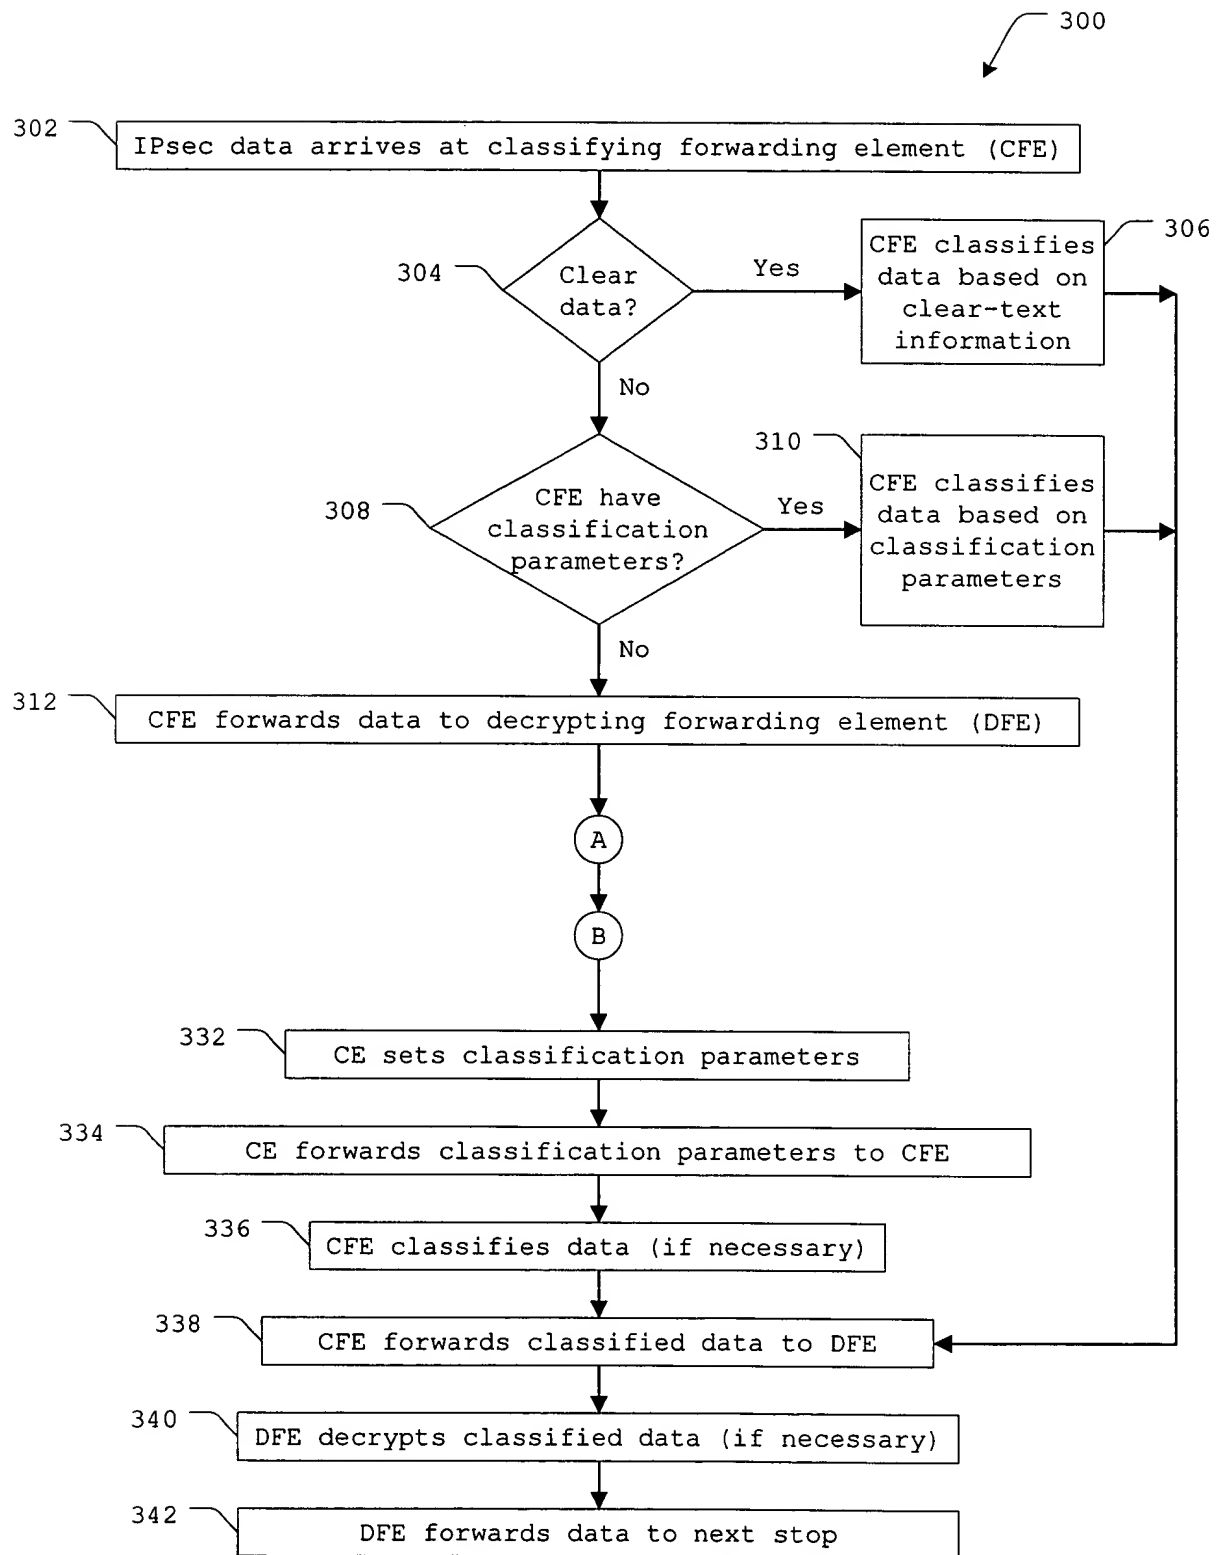 300
302
IPsec data arrives at classifying forwarding element (CFE)
304
Clear
data?
Yes
CFE classifies
data based on
clear-text
information
306
No
308
CFE have
classification
parameters?
Yes
310
CFE classifies
data based on
classification
parameters
No
312
CFE forwards data to decrypting forwarding element (DFE)
A
B
332
CE sets classification parameters
334
CE forwards classification parameters to CFE
336
CFE classifies data (if necessary)
338
CFE forwards classified data to DFE
340
DFE decrypts classified data (if necessary)
342
DFE forwards data to next stop